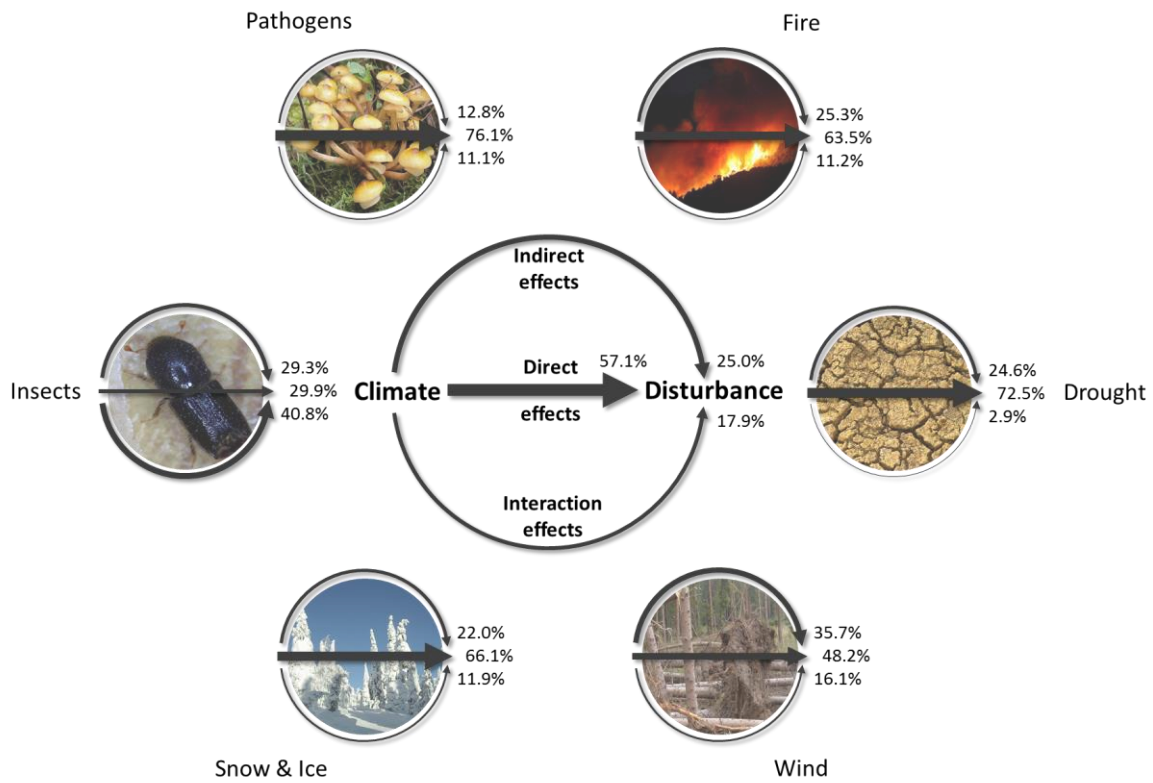 Pathogens
Fire
12.8%
76.1%
11.1%
25.3%
63.5%
11.2%
Indirect
effects
Insects
29.3%
29.9%
40.8%
Climate
Direct
effects
57.1%
25.0%
Disturbance
17.9%
24.6%
72.5%
2.9%
Drought
Interaction
effects
22.0%
66.1%
11.9%
35.7%
48.2%
16.1%
Snow & Ice
Wind